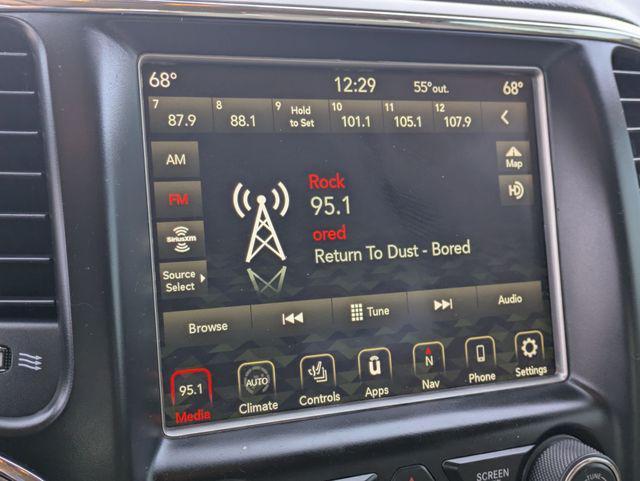 68° 12:29 55°out. 68°
7 8 9 10 11 12
87.9 88.1 Hold to Set 101.1 105.1 107.9
AM
Map
FM
Rock
HD
95.1
SiriusXM
ored
Return To Dust - Bored
Source Select
Browse Tune Audio
95.1 AUTO N
Media Climate Controls Apps Nav Phone Settings
SCREEN
TUNE